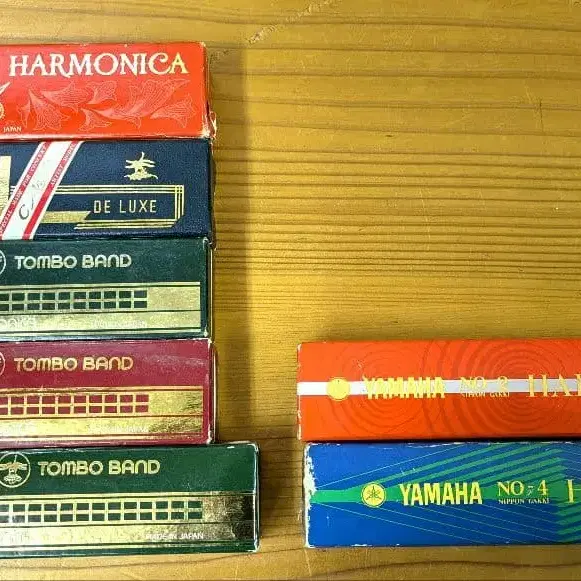 HARMONICA
JAPAN
DE LUXE
TOMBO BAND
TOMBO BAND
TOMBO BAND
MADE IN JAPAN
YAMAHA NO. 2
NIPPON GAKKI
YAMAHA NO. 4
NIPPON GAKKI